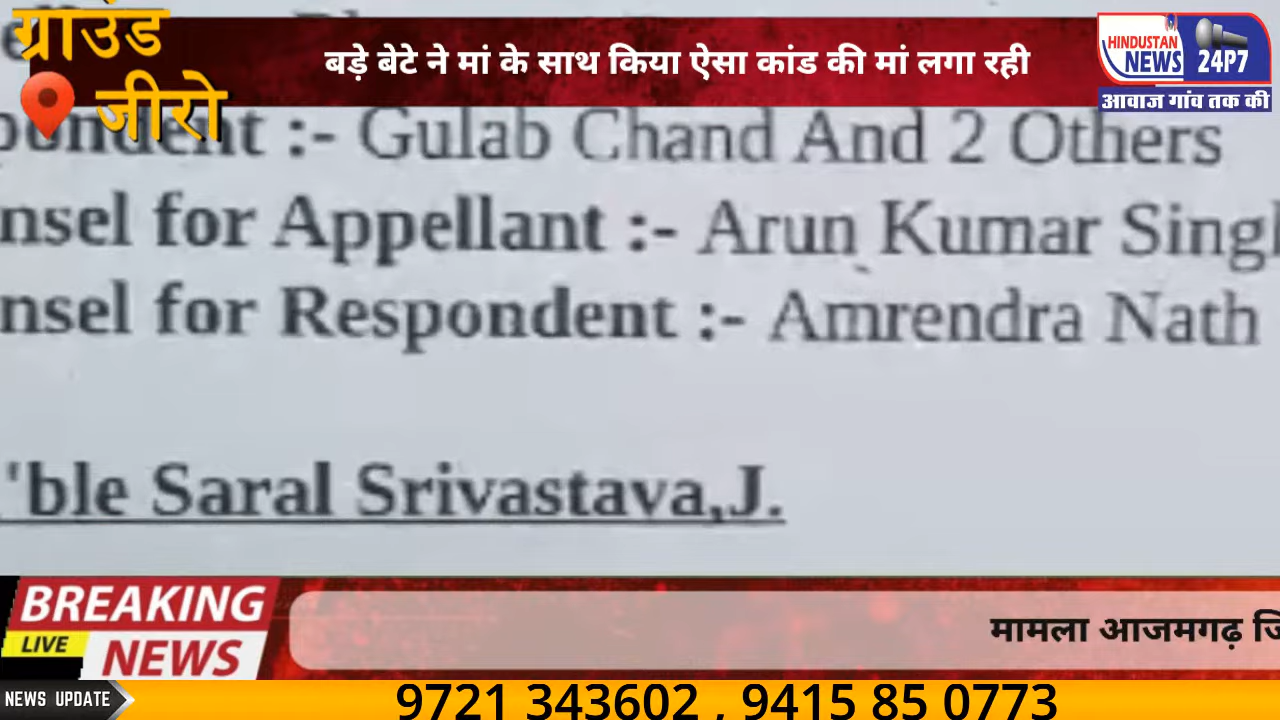 ग्राउंड
जीरो
बड़े बेटे ने मां के साथ किया ऐसा कांड की मां लगा रही
HINDUSTAN
NEWS 24P7
आवाज गांव तक की
pondent :- Gulab Chand And 2 Others
nsel for Appellant :- Arun Kumar Singh
nsel for Respondent :- Amrendra Nath
'ble Saral Srivastava,J.
BREAKING
LIVE NEWS
मामला आजमगढ़ जि
NEWS UPDATE
9721 343602 , 9415 85 0773